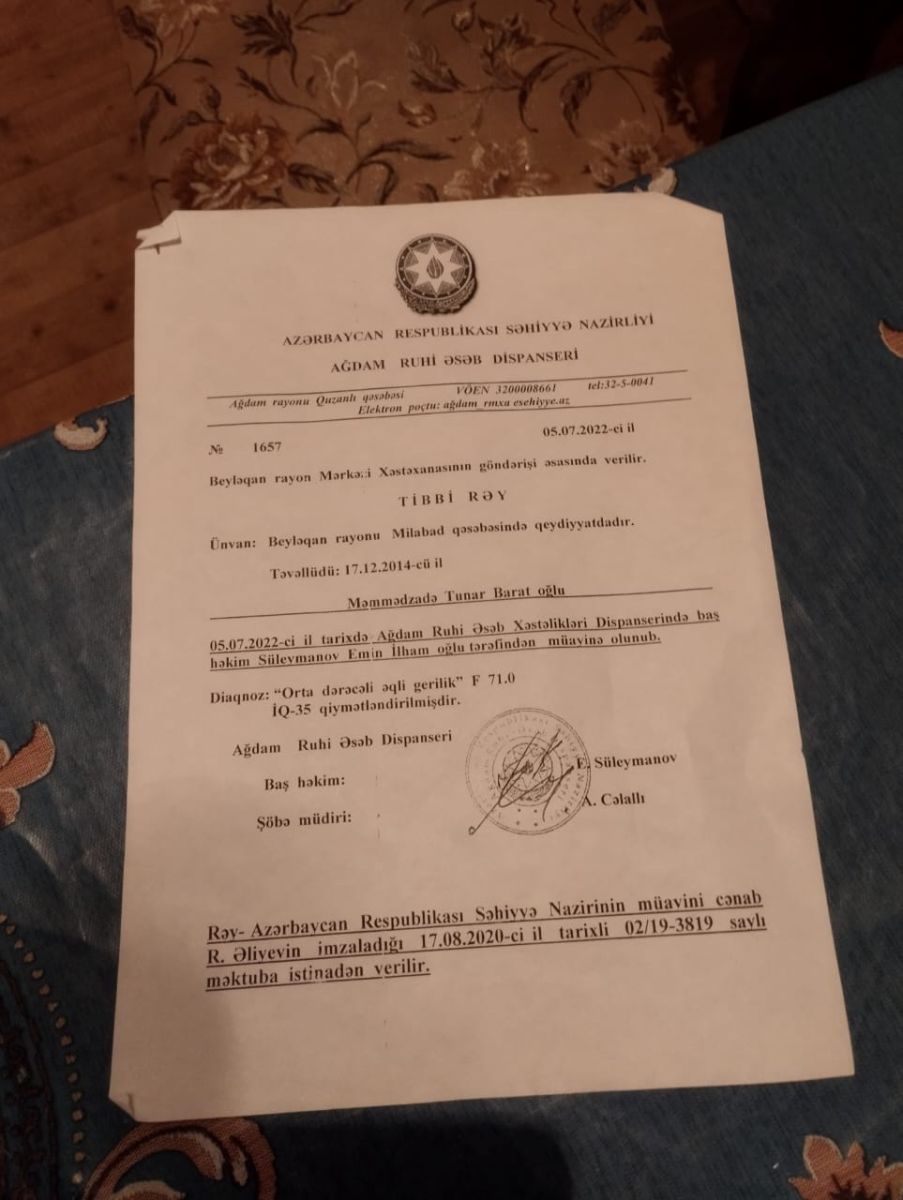 AZƏRBAYCAN RESPUBLİKASI SƏHİYYƏ NAZİRLİYİ
AĞDAM RUHİ ƏSƏB DİSPANSERİ
Ağdam rayonu Quzanlı qəsəbəsi VÖEN 3200008661 tel:32-5-0041
Elektron poçtu: ağdam rmxa esehiyye.az
№ 1657 05.07.2022-ci il
Beyləqan rayon Mərkəzi Xəstəxanasının göndərişi əsasında verilir.
TİBBİ RƏY
Ünvan: Beyləqan rayonu Milabad qəsəbəsində qeydiyyatdadır.
Təvəllüdü: 17.12.2014-cü il
Məmmədzadə Tunar Barat oğlu
05.07.2022-ci il tarixdə Ağdam Ruhi Əsəb Xəstəlikləri Dispanserində baş
həkim Süleymanov Emin İlham oğlu tərəfindən müayinə olunub.
Diaqnoz: “Orta dərəcəli əqli gerilik” F 71.0
İQ-35 qiymətləndirilmişdir.
Ağdam Ruhi Əsəb Dispanseri
Baş həkim: E. Süleymanov
Şöbə müdiri: A. Cəlallı
Rəy- Azərbaycan Respublikası Səhiyyə Nazirinin müavini cənab
R. Əliyevin imzaladığı 17.08.2020-ci il tarixli 02/19-3819 saylı
məktuba istinadən verilir.